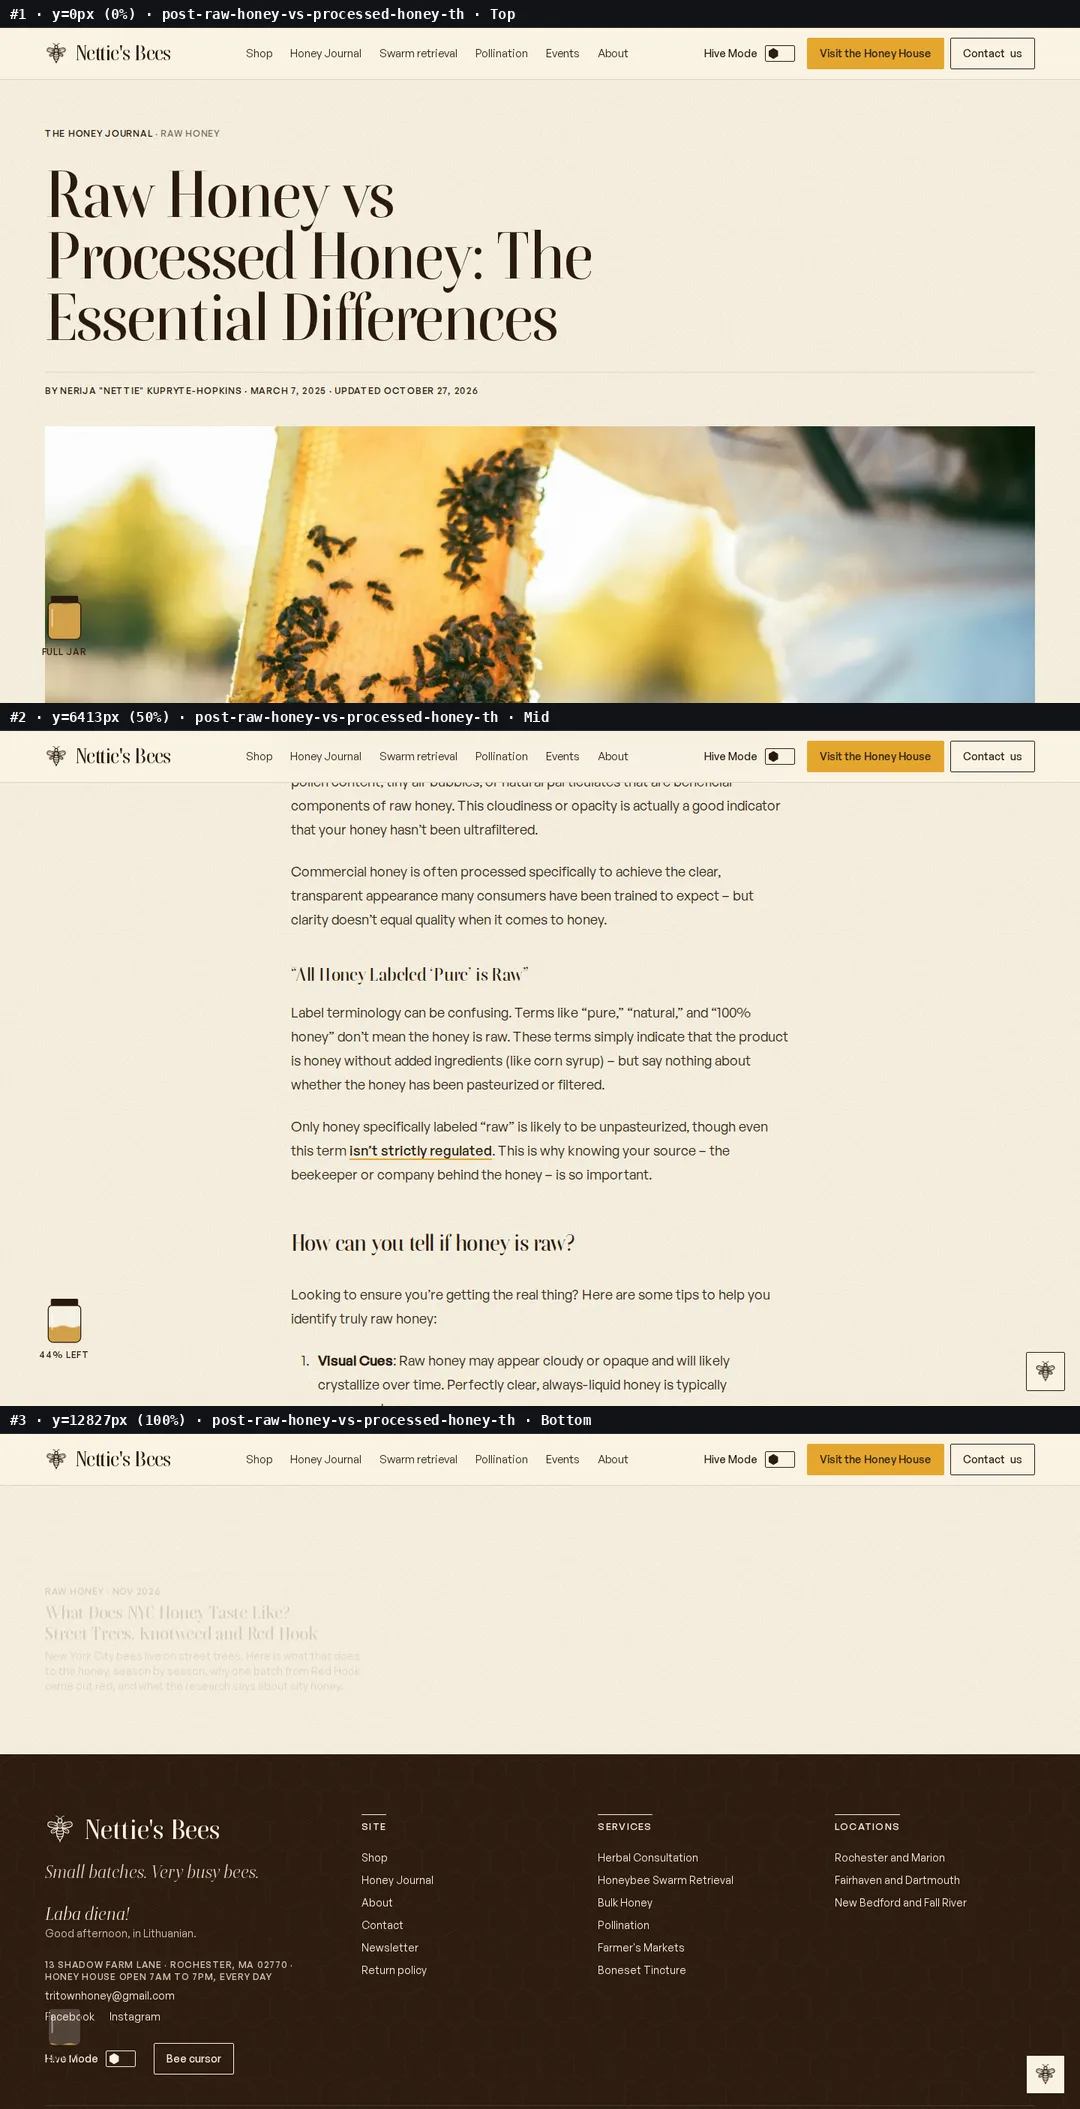 #1 · y=0px (0%) · post-raw-honey-vs-processed-honey-th · Top
Nettie's Bees
Shop Honey Journal Swarm retrieval Pollination Events About
Hive Mode
Visit the Honey House
Contact us
THE HONEY JOURNAL · RAW HONEY
Raw Honey vs
Processed Honey: The
Essential Differences
BY NERIJA "NETTIE" KUPRYTE-HOPKINS · MARCH 7, 2025 · UPDATED OCTOBER 27, 2026
FULL JAR
#2 · y=6413px (50%) · post-raw-honey-vs-processed-honey-th · Mid
Nettie's Bees
Shop Honey Journal Swarm retrieval Pollination Events About
Hive Mode
Visit the Honey House
Contact us
pollen content, tiny air bubbles, or natural particulates that are beneficial
components of raw honey. This cloudiness or opacity is actually a good indicator
that your honey hasn’t been ultrafiltered.
Commercial honey is often processed specifically to achieve the clear,
transparent appearance many consumers have been trained to expect – but
clarity doesn’t equal quality when it comes to honey.
“All Honey Labeled ‘Pure’ is Raw”
Label terminology can be confusing. Terms like “pure,” “natural,” and “100%
honey” don’t mean the honey is raw. These terms simply indicate that the product
is honey without added ingredients (like corn syrup) – but say nothing about
whether the honey has been pasteurized or filtered.
Only honey specifically labeled “raw” is likely to be unpasteurized, though even
this term isn’t strictly regulated. This is why knowing your source – the
beekeeper or company behind the honey – is so important.
How can you tell if honey is raw?
Looking to ensure you’re getting the real thing? Here are some tips to help you
identify truly raw honey:
44% LEFT
1. Visual Cues: Raw honey may appear cloudy or opaque and will likely
crystallize over time. Perfectly clear, always-liquid honey is typically
#3 · y=12827px (100%) · post-raw-honey-vs-processed-honey-th · Bottom
Nettie's Bees
Shop Honey Journal Swarm retrieval Pollination Events About
Hive Mode
Visit the Honey House
Contact us
RAW HONEY · NOV 2026
What Does NYC Honey Taste Like?
Street Trees, Knotweed and Red Hook
New York City bees live on street trees. Here is what that does
to the honey, season by season, why one batch from Red Hook
came out red, and what the research says about city honey.
Nettie's Bees
Small batches. Very busy bees.
Laba diena!
Good afternoon, in Lithuanian.
13 SHADOW FARM LANE · ROCHESTER, MA 02770 ·
HONEY HOUSE OPEN 7AM TO 7PM, EVERY DAY
tritownhoney@gmail.com
Facebook Instagram
Hive Mode
Bee cursor
SITE
Shop
Honey Journal
About
Contact
Newsletter
Return policy
SERVICES
Herbal Consultation
Honeybee Swarm Retrieval
Bulk Honey
Pollination
Farmer's Markets
Boneset Tincture
LOCATIONS
Rochester and Marion
Fairhaven and Dartmouth
New Bedford and Fall River